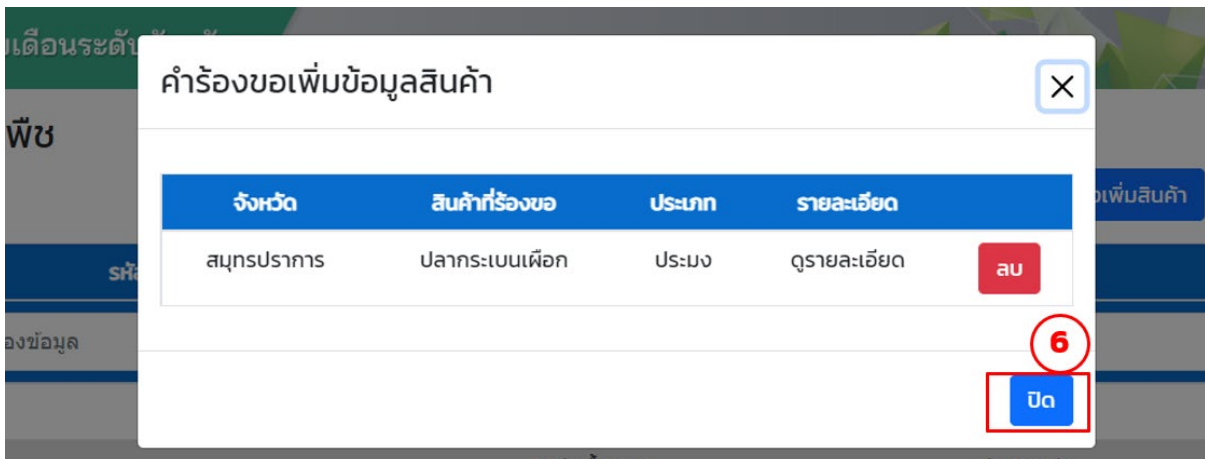 คำร้องขอเพิ่มข้อมูลสินค้า
พืช
เพิ่มสินค้า
จังหวัด สินค้าที่ร้องขอ ประเภท รายละเอียด
สมุทรปราการ ปลากระเบนเผือก ประมง ดูรายละเอียด ลบ
ข้อมูล
6
ปิด